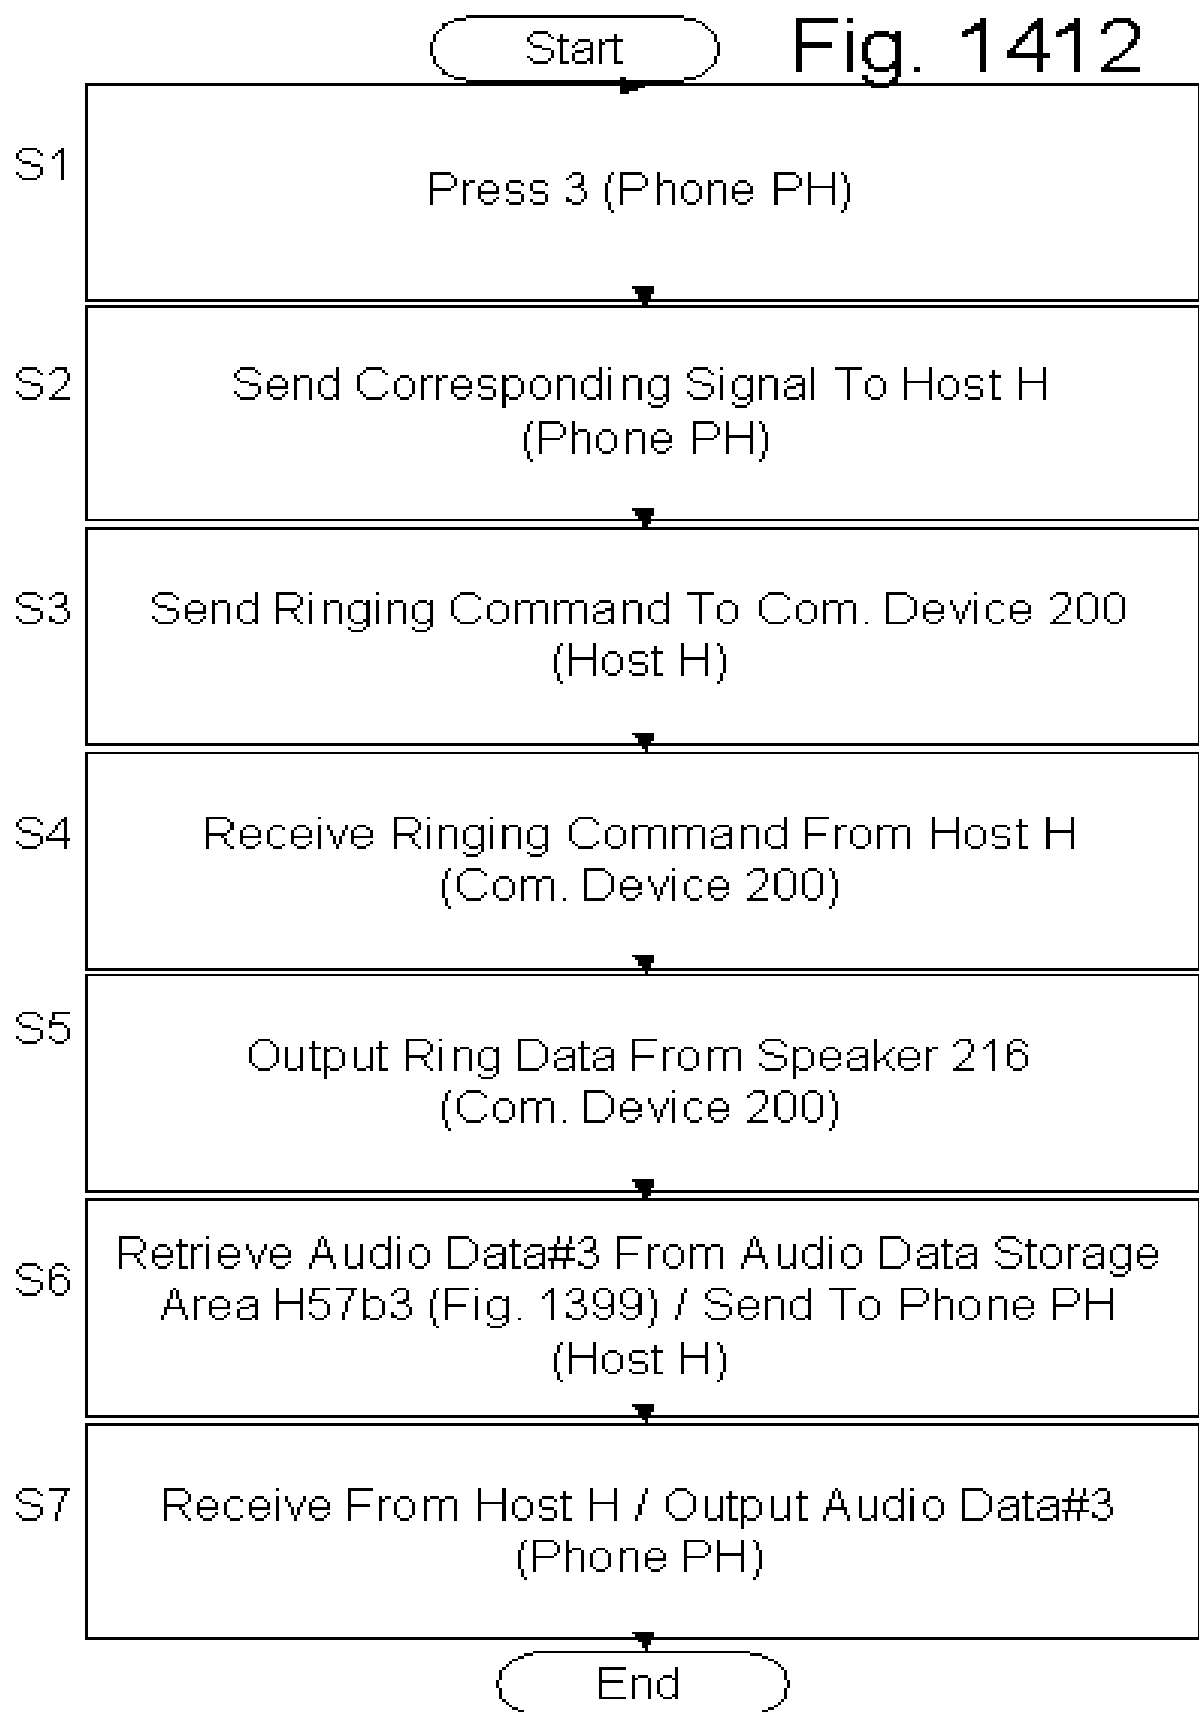 Start
Fig. 1412
S1
Press 3 (Phone PH)
S2
Send Corresponding Signal To Host H
(Phone PH)
S3
Send Ringing Command To Com. Device 200
(Host H)
S4
Receive Ringing Command From Host H
(Com. Device 200)
S5
Output Ring Data From Speaker 216
(Com. Device 200)
S6
Retrieve Audio Data#3 From Audio Data Storage
Area H57b3 (Fig. 1399) / Send To Phone PH
(Host H)
S7
Receive From Host H / Output Audio Data#3
(Phone PH)
End